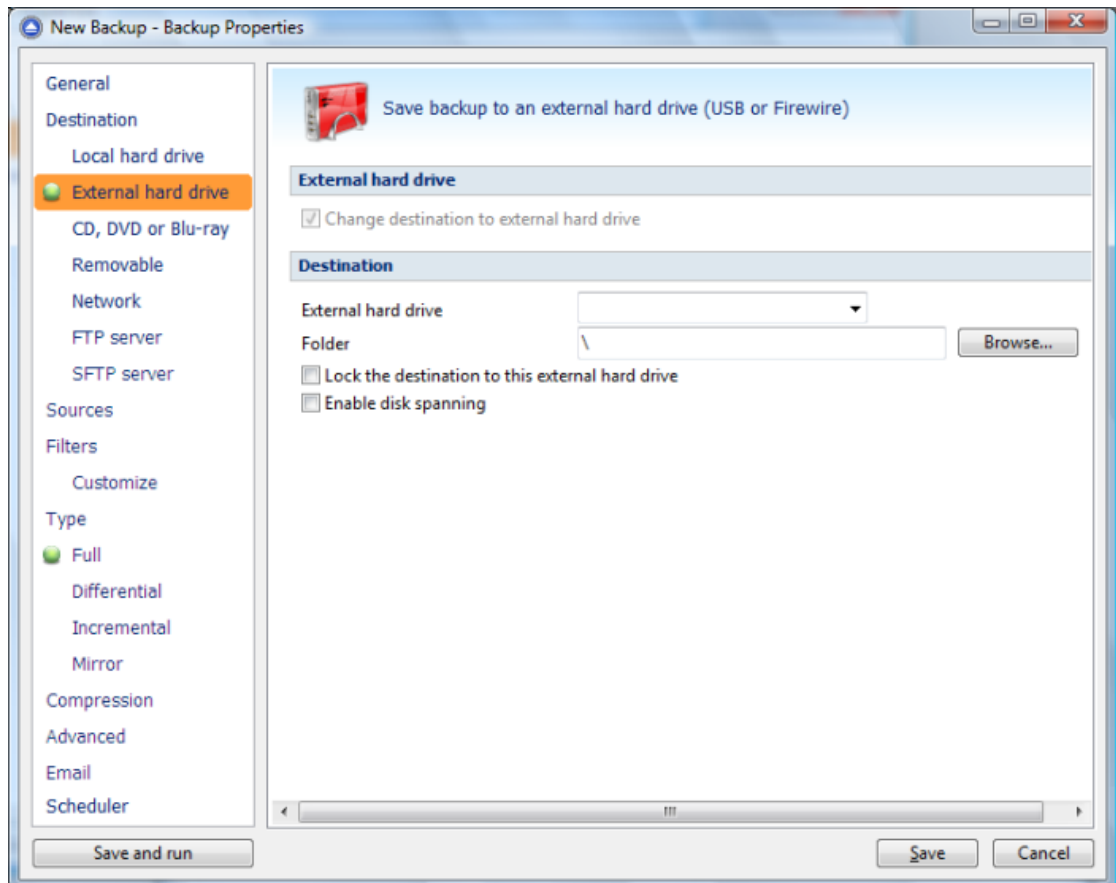 New Backup - Backup Properties
General
Destination
Local hard drive
External hard drive
CD, DVD or Blu-ray
Removable
Network
FTP server
SFTP server
Sources
Filters
Customize
Type
Full
Differential
Incremental
Mirror
Compression
Advanced
Email
Scheduler
Save backup to an external hard drive (USB or Firewire)
External hard drive
Change destination to external hard drive
Destination
External hard drive
Folder \ Browse...
Lock the destination to this external hard drive
Enable disk spanning
Save and run Save Cancel